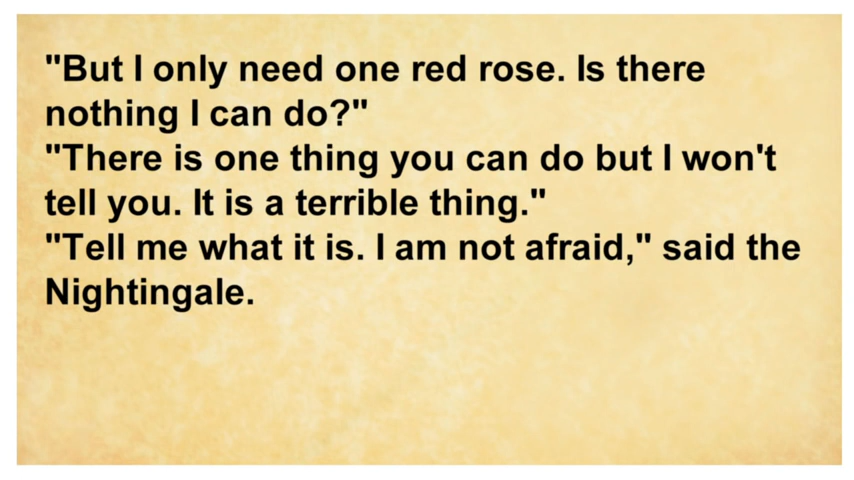 "But I only need one red rose. Is there
nothing I can do?"
"There is one thing you can do but I won't
tell you. It is a terrible thing."
"Tell me what it is. I am not afraid," said the
Nightingale.